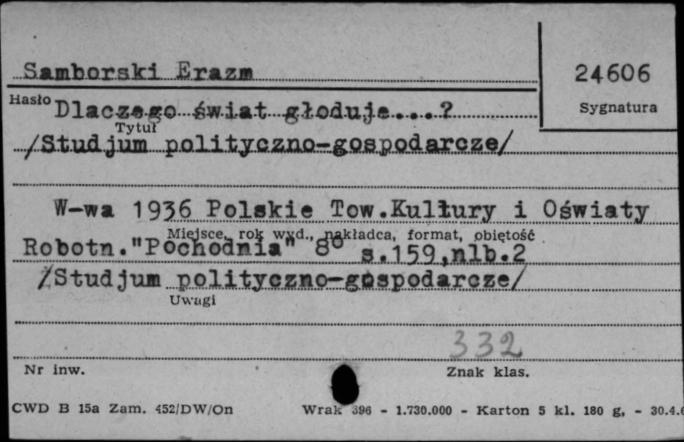 Samborski Erazm
24606
Hasło
Sygnatura
Dlaczego świat głoduje...?
Tytuł
/Studjum polityczno-gospodarcze/
W-wa 1936 Polskie Tow.Kultury i Oświaty
Miejsce, rok wyd., nakładca, format, objętość
Robotn."Pochodnia" 8° s.159,nlb.2
/Studjum polityczno-gospodarcze/
Uwagi
332
Nr inw.
Znak klas.
CWD B 15a Zam. 452/DW/On
Wrak 396 - 1.730.000 - Karton 5 kl. 180 g, - 30.4.